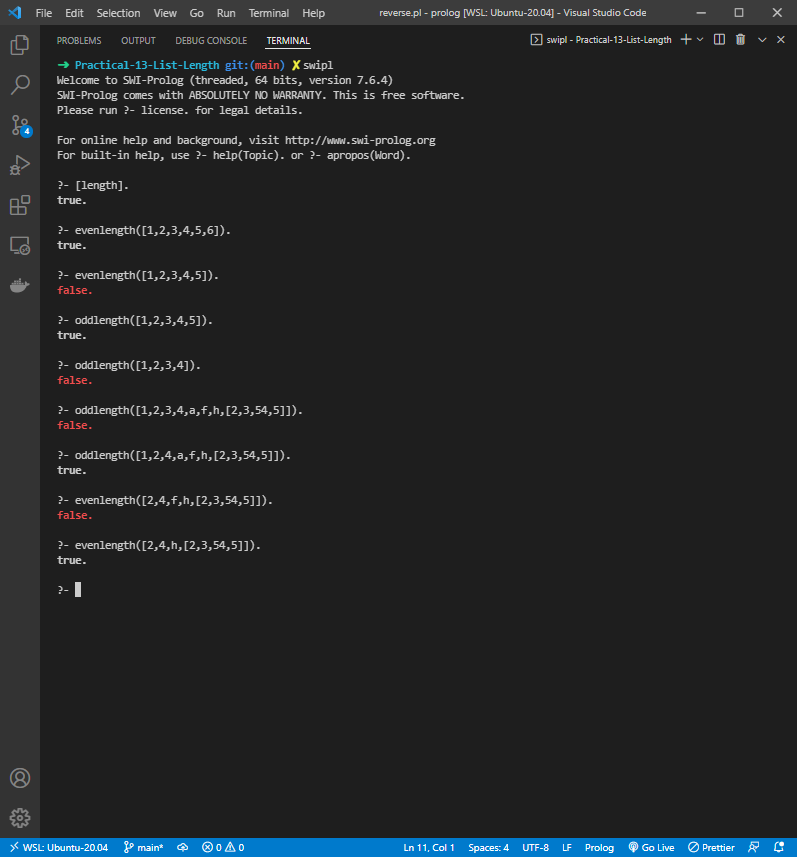 File Edit Selection View Go Run Terminal Help reverse.pl - prolog [WSL: Ubuntu-20.04] - Visual Studio Code
PROBLEMS OUTPUT DEBUG CONSOLE TERMINAL swipl - Practical-13-List-Length
4
➜ Practical-13-List-Length git:(main) ✗ swipl
Welcome to SWI-Prolog (threaded, 64 bits, version 7.6.4)
SWI-Prolog comes with ABSOLUTELY NO WARRANTY. This is free software.
Please run ?- license. for legal details.
For online help and background, visit http://www.swi-prolog.org
For built-in help, use ?- help(Topic). or ?- apropos(Word).
?- [length].
true.
?- evenlength([1,2,3,4,5,6]).
true.
?- evenlength([1,2,3,4,5]).
false.
?- oddlength([1,2,3,4,5]).
true.
?- oddlength([1,2,3,4]).
false.
?- oddlength([1,2,3,4,a,f,h,[2,3,54,5]]).
false.
?- oddlength([1,2,4,a,f,h,[2,3,54,5]]).
true.
?- evenlength([2,4,f,h,[2,3,54,5]]).
false.
?- evenlength([2,4,h,[2,3,54,5]]).
true.
?-
WSL: Ubuntu-20.04 main* 0 0 Ln 11, Col 1 Spaces: 4 UTF-8 LF Prolog Go Live Prettier